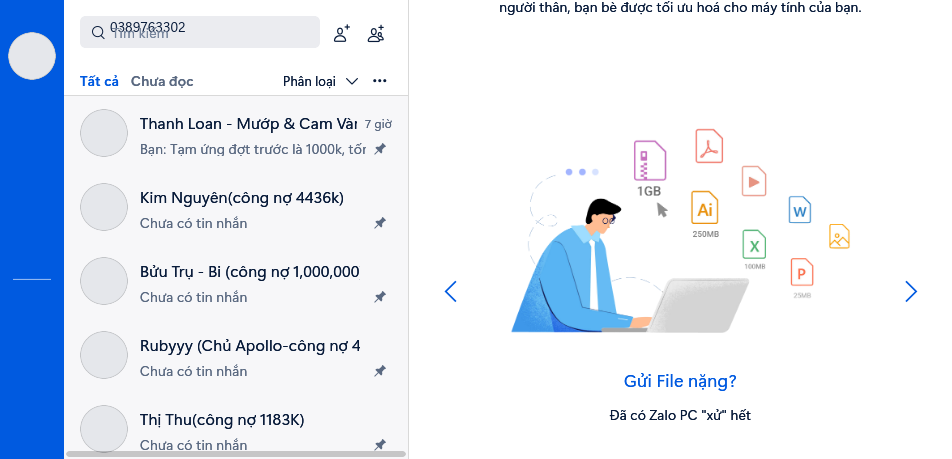 người thân, bạn bè được tối ưu hoá cho máy tính của bạn.
0389763302
Tìm kiếm
Tất cả
Chưa đọc
Phân loại
Thanh Loan - Mướp & Cam Vàn
7 giờ
Bạn: Tạm ứng đợt trước là 1000k, tổn
Kim Nguyên(công nợ 4436k)
Chưa có tin nhắn
Bửu Trụ - Bi (công nợ 1,000,000
Chưa có tin nhắn
Rubyyy (Chủ Apollo-công nợ 4
Chưa có tin nhắn
Thị Thu(công nợ 1183K)
Chưa có tin nhắn
1GB
Ai
250MB
W
X
100MB
P
25MB
Gửi File nặng?
Đã có Zalo PC "xử" hết